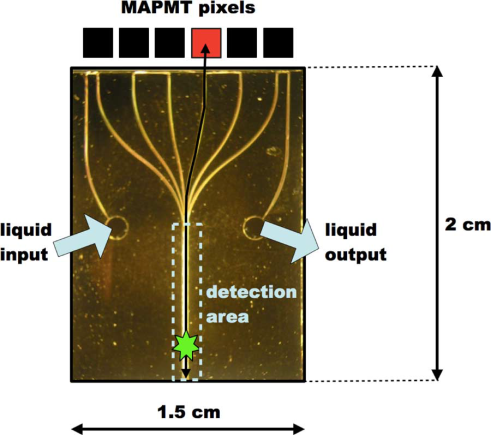 MAPMT pixels
liquid
input
liquid
output
2 cm
detection
area
1.5 cm